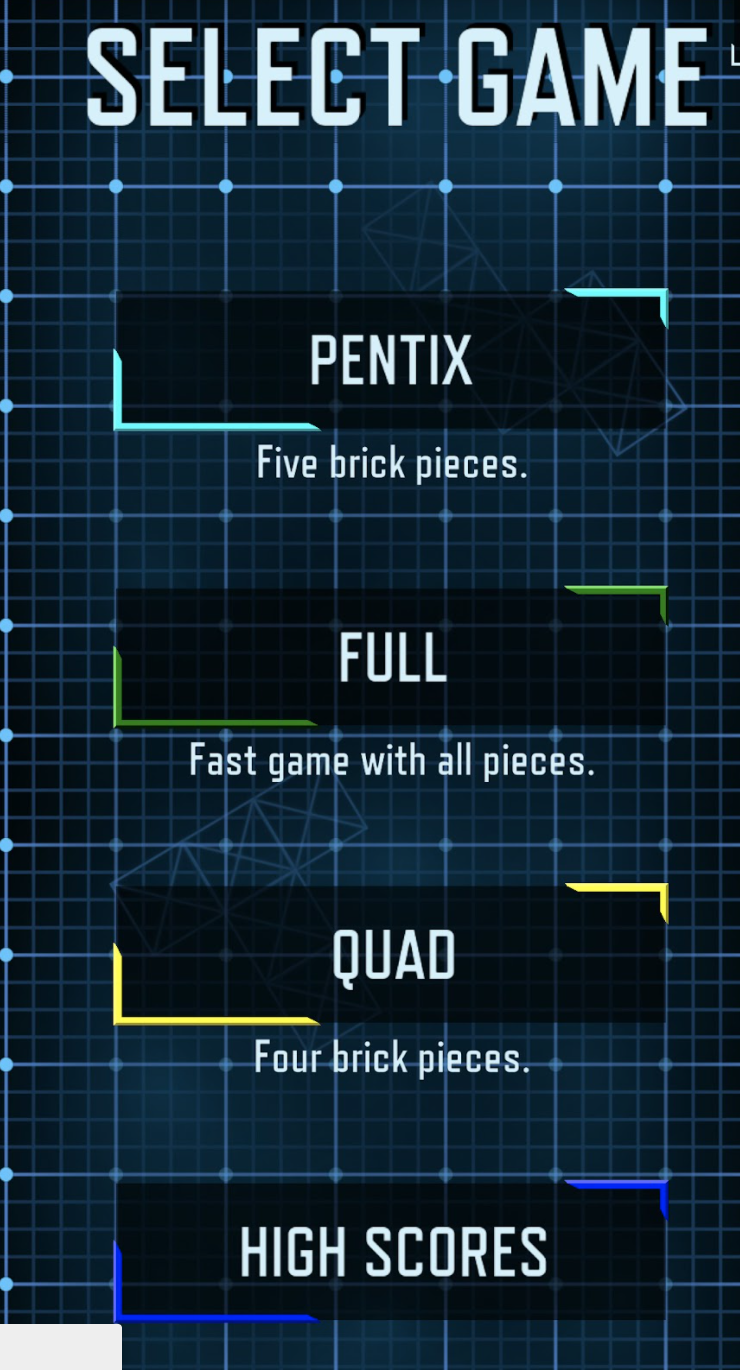 SELECT GAME
PENTIX
Five brick pieces.
FULL
Fast game with all pieces.
QUAD
Four brick pieces.
HIGH SCORES